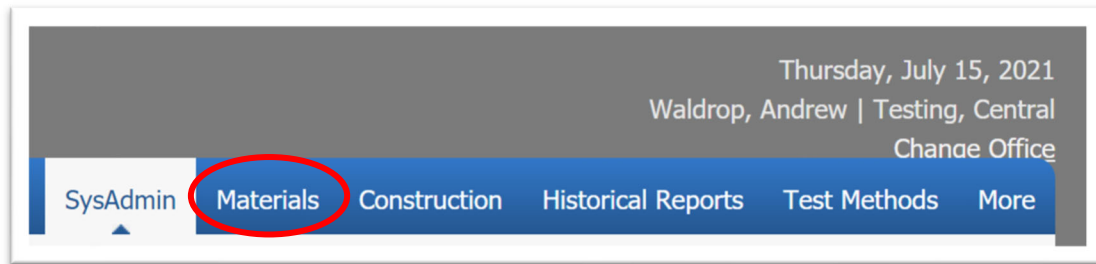 Thursday, July 15, 2021
Waldrop, Andrew | Testing, Central
Change Office
SysAdmin Materials Construction Historical Reports Test Methods More